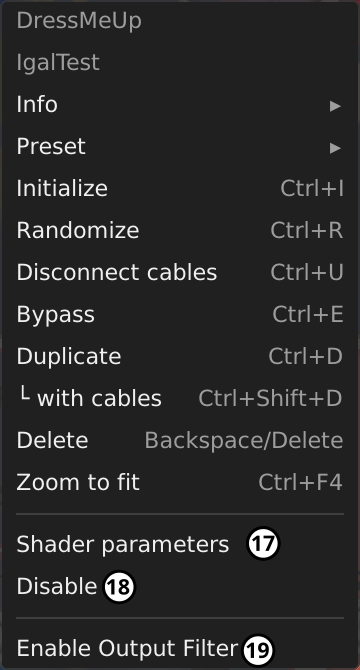 DressMeUp
IgalTest
Info ▸
Preset ▸
Initialize Ctrl+I
Randomize Ctrl+R
Disconnect cables Ctrl+U
Bypass Ctrl+E
Duplicate Ctrl+D
└ with cables Ctrl+Shift+D
Delete Backspace/Delete
Zoom to fit Ctrl+F4
Shader parameters 17
Disable 18
Enable Output Filter 19